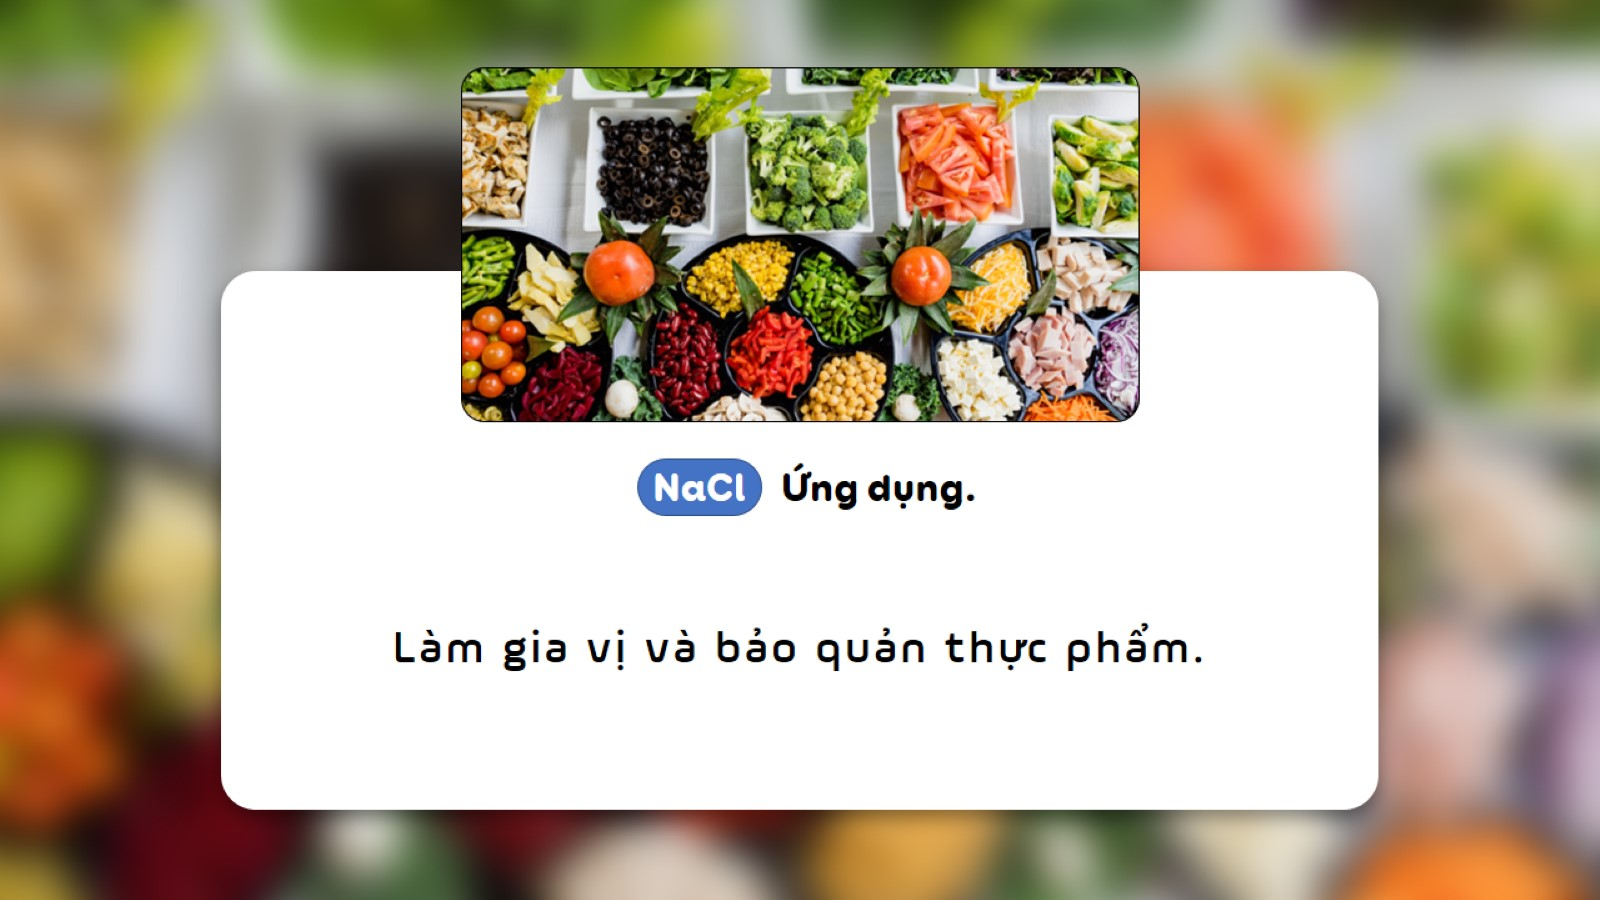 NaCl Ứng dụng.
Làm gia vị và bảo quản thực phẩm.